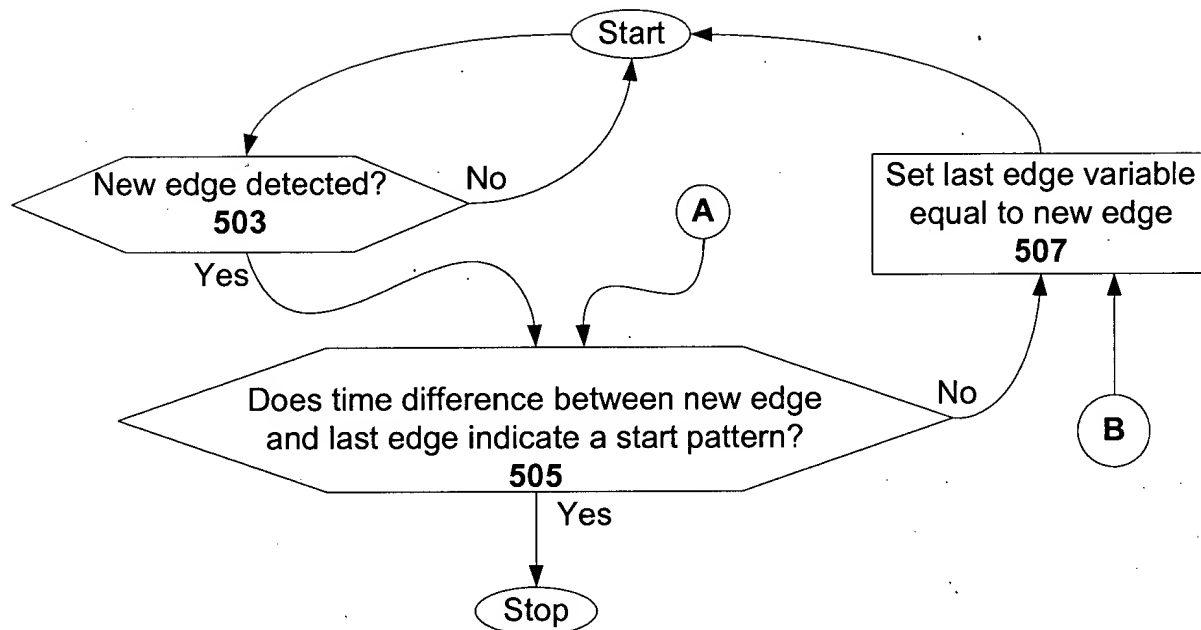 Start
New edge detected?
503
No
Yes
A
Set last edge variable
equal to new edge
507
Does time difference between new edge
and last edge indicate a start pattern?
505
No
B
Yes
Stop